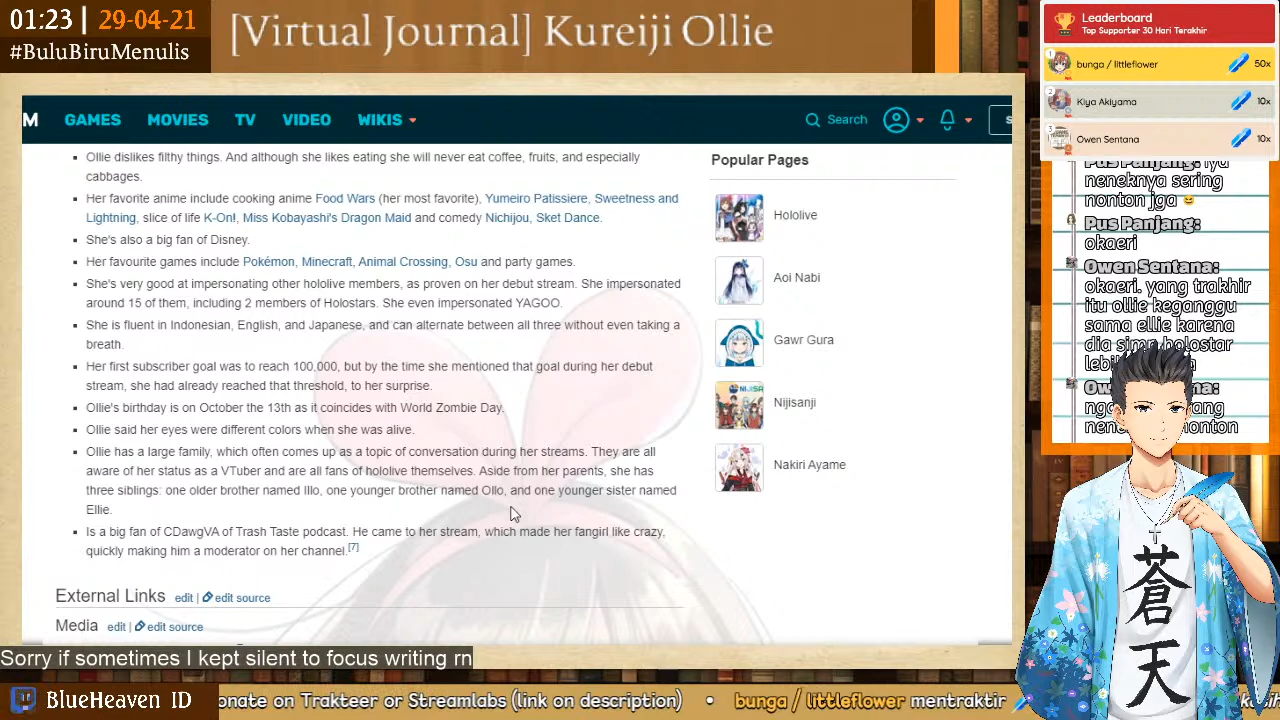 01:23 29-04-21
#BuluBiruMenulis
[Virtual Journal] Kureiji Ollie
M GAMES MOVIES TV VIDEO WIKIS Search S
Ollie dislikes filthy things. And although she likes eating she will never eat coffee, fruits, and especially
cabbages.
Her favorite anime include cooking anime Food Wars (her most favorite), Yumeiro Patissiere, Sweetness and
Lightning, slice of life K-On!, Miss Kobayashi's Dragon Maid and comedy Nichijou, Sket Dance.
She's also a big fan of Disney.
Her favourite games include Pokémon, Minecraft, Animal Crossing, Osu and party games.
She's very good at impersonating other hololive members, as proven on her debut stream. She impersonated
around 15 of them, including 2 members of Holostars. She even impersonated YAGOO.
She is fluent in Indonesian, English, and Japanese, and can alternate between all three without even taking a
breath.
Her first subscriber goal was to reach 100,000, but by the time she mentioned that goal during her debut
stream, she had already reached that threshold, to her surprise.
Ollie's birthday is on October the 13th as it coincides with World Zombie Day.
Ollie said her eyes were different colors when she was alive.
Ollie has a large family, which often comes up as a topic of conversation during her streams. They are all
aware of her status as a VTuber and are all fans of hololive themselves. Aside from her parents, she has
three siblings: one older brother named Illo, one younger brother named Ollo, and one younger sister named
Ellie.
Is a big fan of CDawgVA of Trash Taste podcast. He came to her stream, which made her fangirl like crazy,
quickly making him a moderator on her channel.[7]
External Links edit | edit source
Media edit | edit source
Popular Pages
Hololive
Aoi Nabi
Gawr Gura
NIJISA
Nijisanji
Nakiri Ayame
Leaderboard
Top Supporter 30 Hari Terakhir
1 bunga / littleflower 50x
2 Kiya Akiyama 10x
3 Owen Sentana 10x
Pus Panjang: iya
neneknya sering
nonton jga
Pus Panjang:
okaeri
Owen Sentana:
okaeri. yang trakhir
itu ollie keganggu
sama ellie karena
dia simp holostar
蒼天
Sorry if sometimes I kept silent to focus writing rn
BlueHeaven ID
onate on Trakteer or Streamlabs (link on description) • bunga / littleflower mentraktir